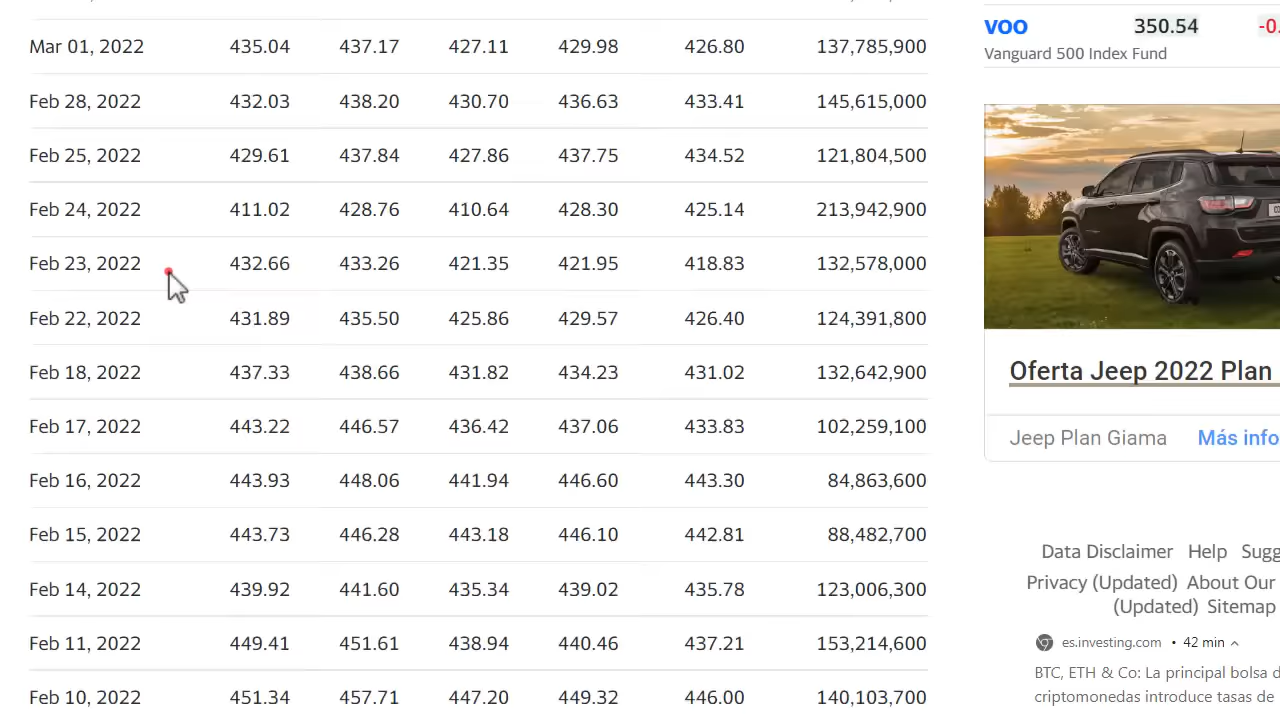 Mar 01, 2022 435.04 437.17 427.11 429.98 426.80 137,785,900
Feb 28, 2022 432.03 438.20 430.70 436.63 433.41 145,615,000
Feb 25, 2022 429.61 437.84 427.86 437.75 434.52 121,804,500
Feb 24, 2022 411.02 428.76 410.64 428.30 425.14 213,942,900
Feb 23, 2022 432.66 433.26 421.35 421.95 418.83 132,578,000
Feb 22, 2022 431.89 435.50 425.86 429.57 426.40 124,391,800
Feb 18, 2022 437.33 438.66 431.82 434.23 431.02 132,642,900
Feb 17, 2022 443.22 446.57 436.42 437.06 433.83 102,259,100
Feb 16, 2022 443.93 448.06 441.94 446.60 443.30 84,863,600
Feb 15, 2022 443.73 446.28 443.18 446.10 442.81 88,482,700
Feb 14, 2022 439.92 441.60 435.34 439.02 435.78 123,006,300
Feb 11, 2022 449.41 451.61 438.94 440.46 437.21 153,214,600
Feb 10, 2022 451.34 457.71 447.20 449.32 446.00 140,103,700
VOO 350.54 -0.
Vanguard 500 Index Fund
Oferta Jeep 2022 Plan
Jeep Plan Giama Más info
Data Disclaimer Help Sugg
Privacy (Updated) About Our
(Updated) Sitemap
es.investing.com • 42 min
BTC, ETH & Co: La principal bolsa d
criptomonedas introduce tasas de